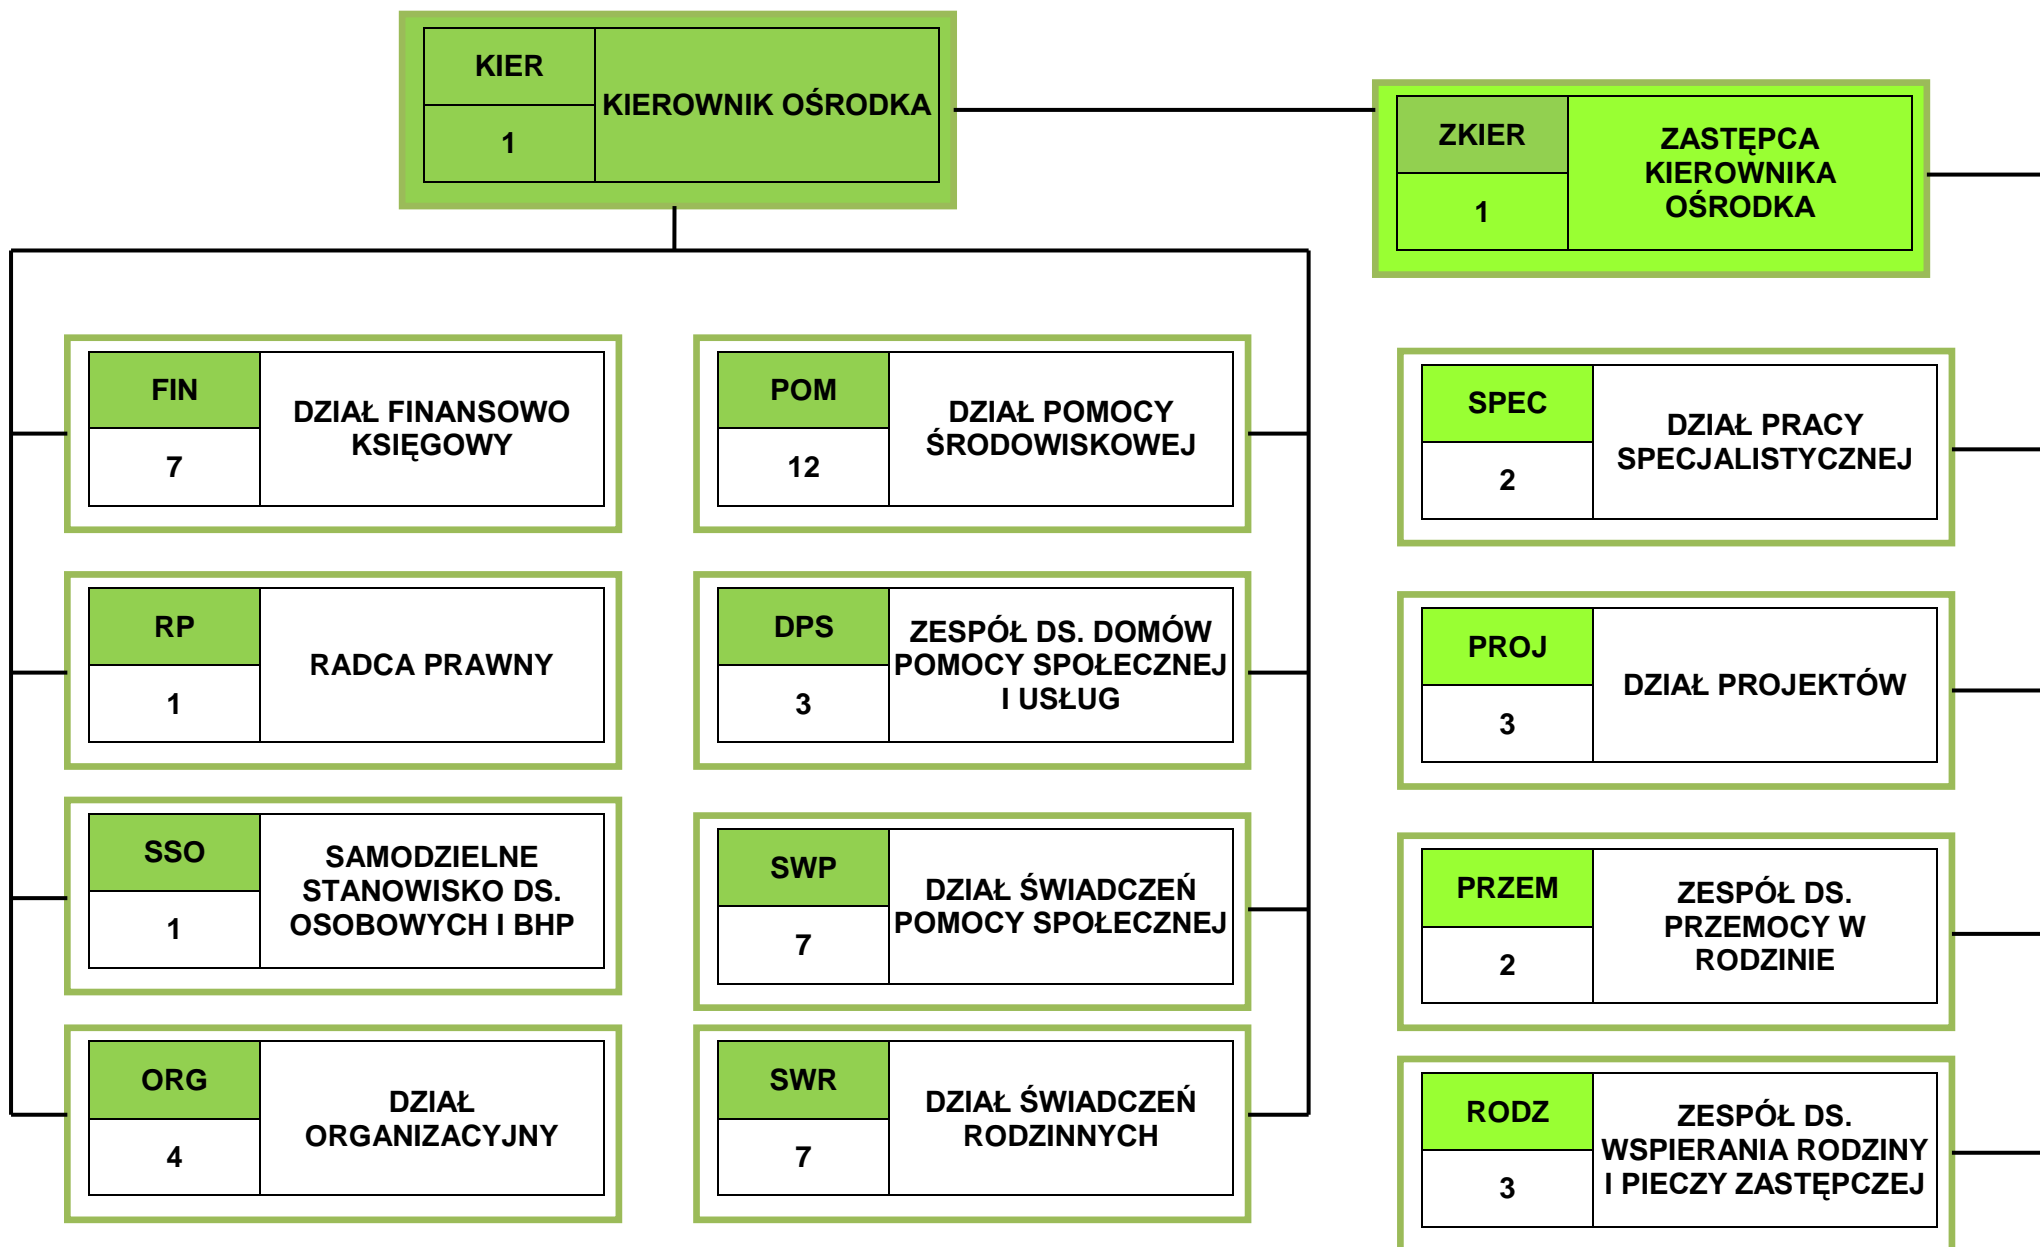 KIER
1
KIEROWNIK OŚRODKA
ZKIER
1
ZASTĘPCA
KIEROWNIKA
OŚRODKA
FIN
7
DZIAŁ FINANSOWO
KSIĘGOWY
RP
1
RADCA PRAWNY
SSO
1
SAMODZIELNE
STANOWISKO DS.
OSOBOWYCH I BHP
ORG
4
DZIAŁ
ORGANIZACYJNY
POM
12
DZIAŁ POMOCY
ŚRODOWISKOWEJ
DPS
3
ZESPÓŁ DS. DOMÓW
POMOCY SPOŁECZNEJ
I USŁUG
SWP
7
DZIAŁ ŚWIADCZEŃ
POMOCY SPOŁECZNEJ
SWR
7
DZIAŁ ŚWIADCZEŃ
RODZINNYCH
SPEC
2
DZIAŁ PRACY
SPECJALISTYCZNEJ
PROJ
3
DZIAŁ PROJEKTÓW
PRZEM
2
ZESPÓŁ DS.
PRZEMOCY W
RODZINIE
RODZ
3
ZESPÓŁ DS.
WSPIERANIA RODZINY
I PIECZY ZASTĘPCZEJ